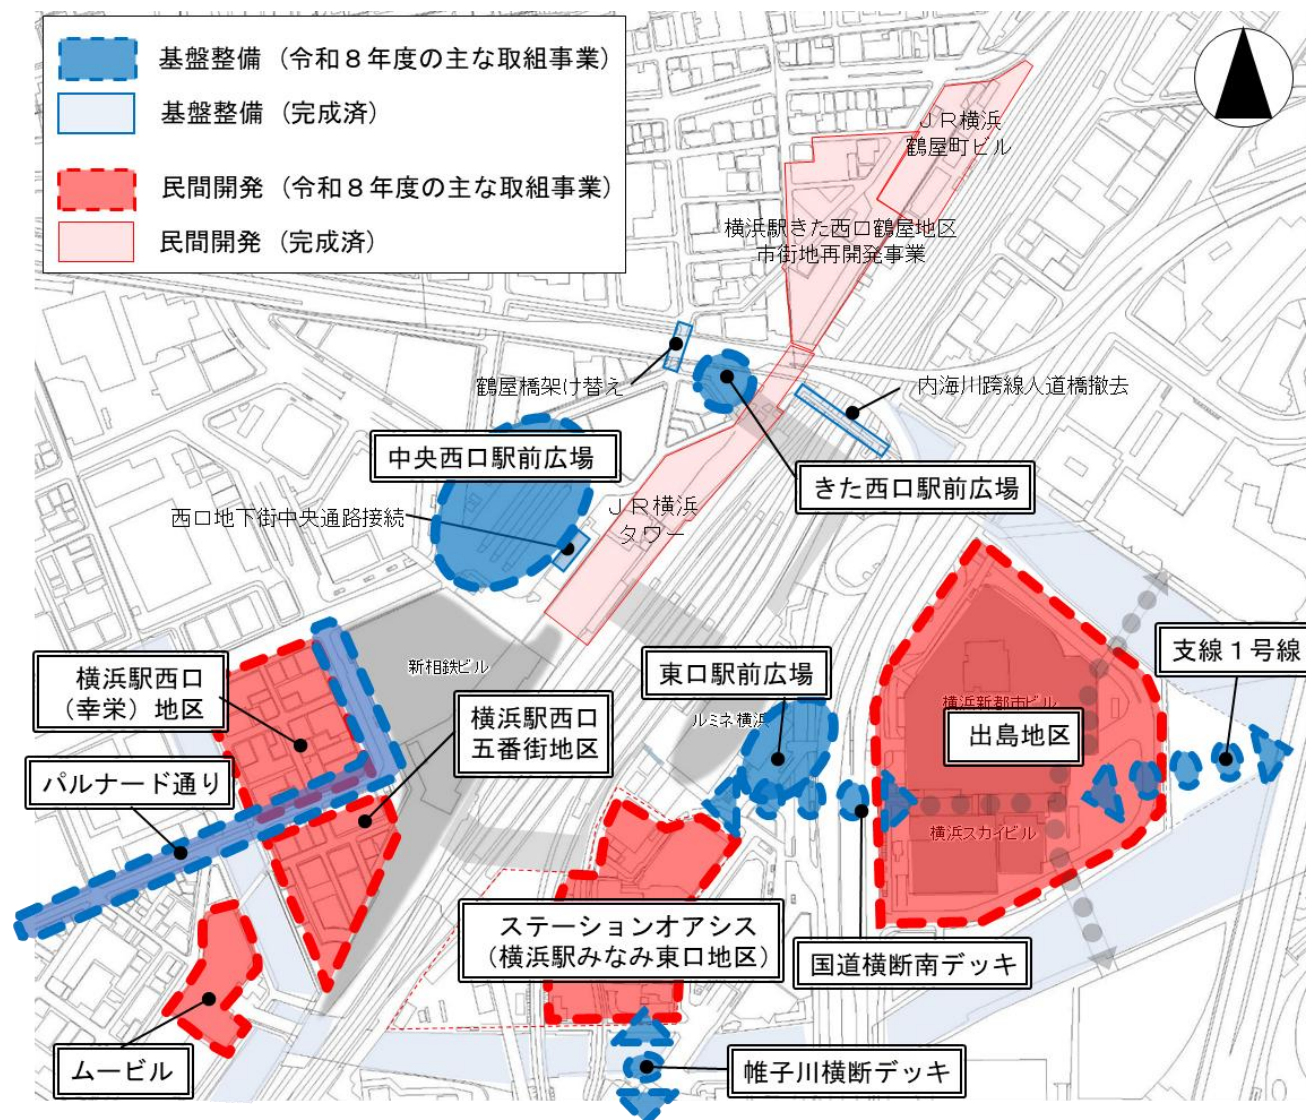 基盤整備（令和８年度の主な取組事業）
基盤整備（完成済）
民間開発（令和８年度の主な取組事業）
民間開発（完成済）
ＪＲ横浜
鶴屋町ビル
横浜駅きた西口鶴屋地区
市街地再開発事業
鶴屋橋架け替え
内海川跨線人道橋撤去
中央西口駅前広場
きた西口駅前広場
西口地下街中央通路接続
ＪＲ横浜
タワー
新相鉄ビル
横浜駅西口
（幸栄）地区
横浜駅西口
五番街地区
東口駅前広場
ルミネ横浜
支線１号線
横浜新都市ビル
出島地区
パルナード通り
横浜スカイビル
ステーションオアシス
（横浜駅みなみ東口地区）
国道横断南デッキ
ムービル
帷子川横断デッキ